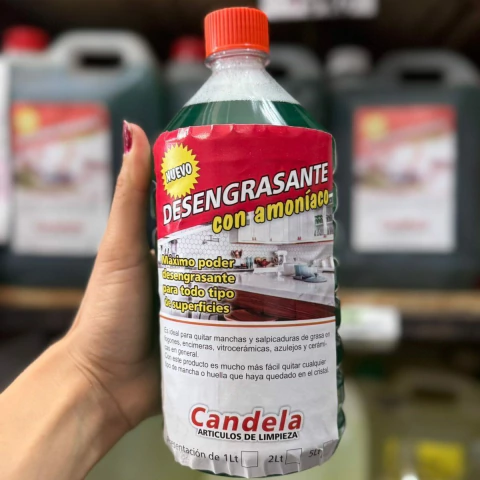 NUEVO
DESENGRASANTE
con amoníaco
Máximo poder
desengrasante
para todo tipo
de superficies
Es ideal para quitar manchas y salpicaduras de grasa en
fogones, encimeras, vitrocerámicas, azulejos y cerámi-
cas en general.
Con este producto es mucho más fácil quitar cualquier
tipo de mancha o huella que haya quedado en el cristal.
Candela
ARTICULOS DE LIMPIEZA
Presentación de 1Lt 2Lt 5Lt